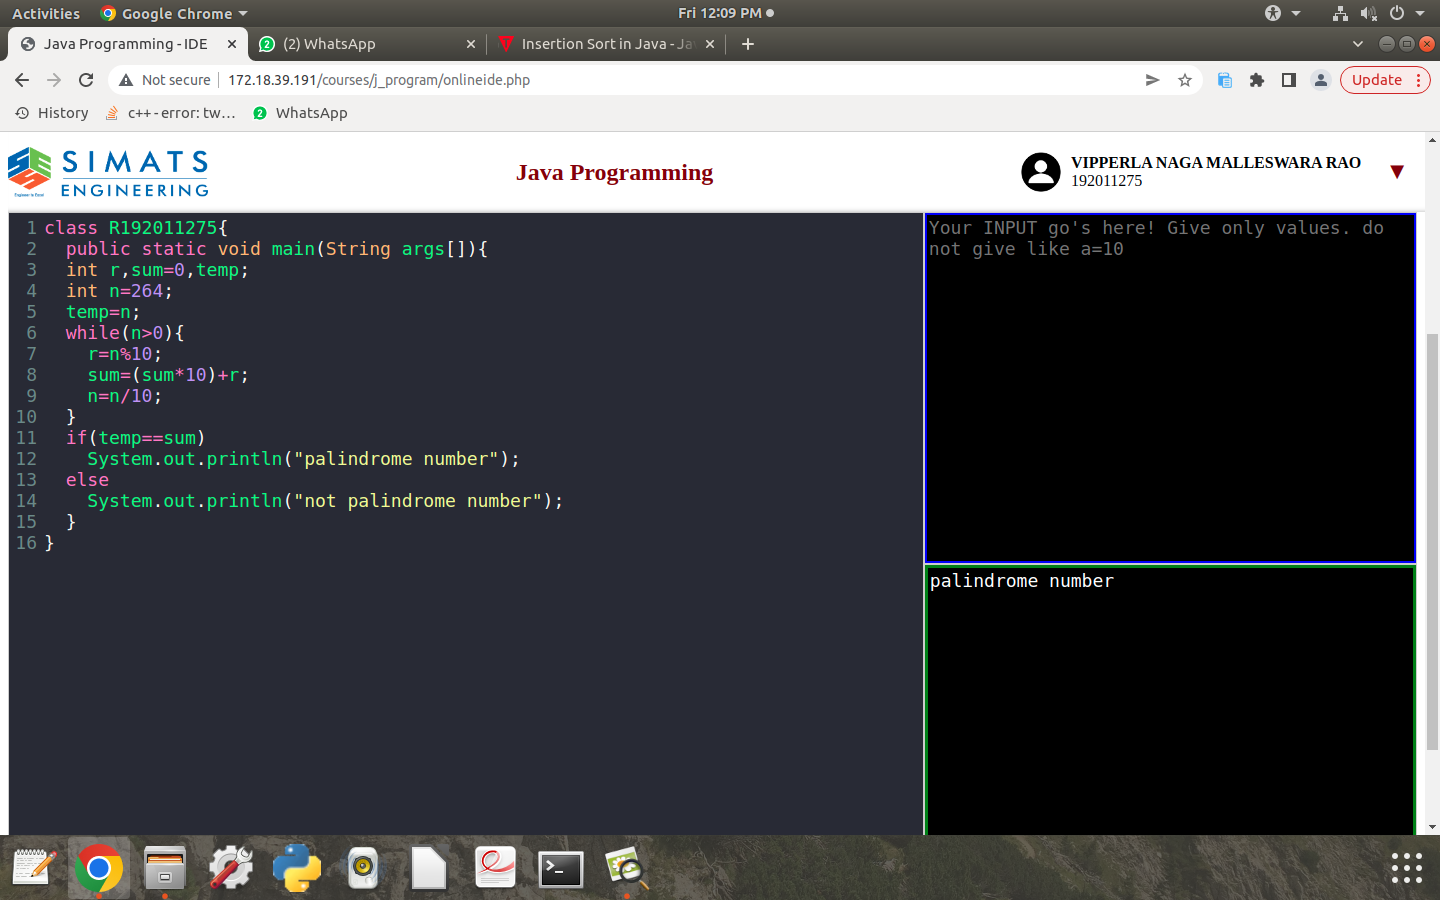 Activities Google Chrome Fri 12:09 PM
Java Programming - IDE (2) WhatsApp Insertion Sort in Java - Ja
Not secure 172.18.39.191/courses/j_program/onlineide.php Update
History c++ - error: tw... 2 WhatsApp
SIMATS
ENGINEERING
Java Programming
VIPPERLA NAGA MALLESWARA RAO
192011275
1 class R192011275{
2 public static void main(String args[]){
3 int r,sum=0,temp;
4 int n=264;
5 temp=n;
6 while(n>0){
7 r=n%10;
8 sum=(sum*10)+r;
9 n=n/10;
10 }
11 if(temp==sum)
12 System.out.println("palindrome number");
13 else
14 System.out.println("not palindrome number");
15 }
16 }
Your INPUT go's here! Give only values. do
not give like a=10
palindrome number